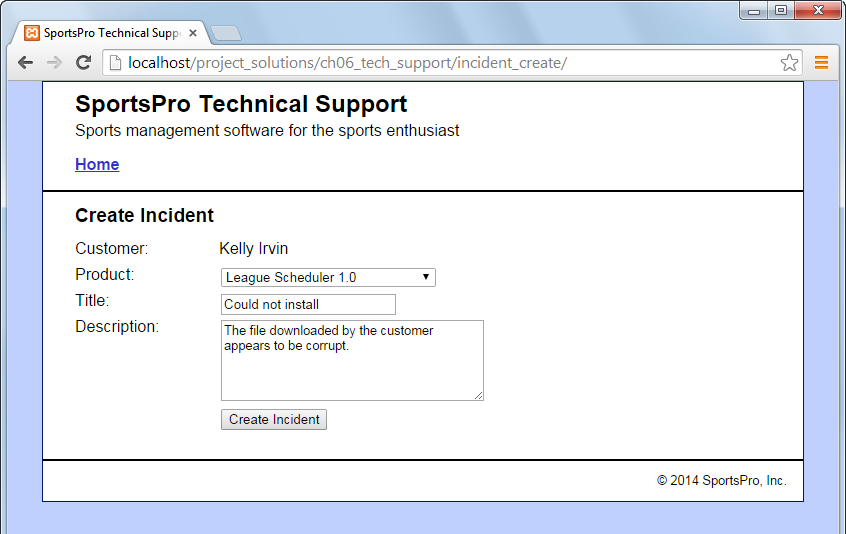 SportsPro Technical Supp
localhost/project_solutions/ch06_tech_support/incident_create/
SportsPro Technical Support
Sports management software for the sports enthusiast
Home
Create Incident
Customer: Kelly Irvin
Product: League Scheduler 1.0
Title: Could not install
Description: The file downloaded by the customer
appears to be corrupt.
Create Incident
© 2014 SportsPro, Inc.